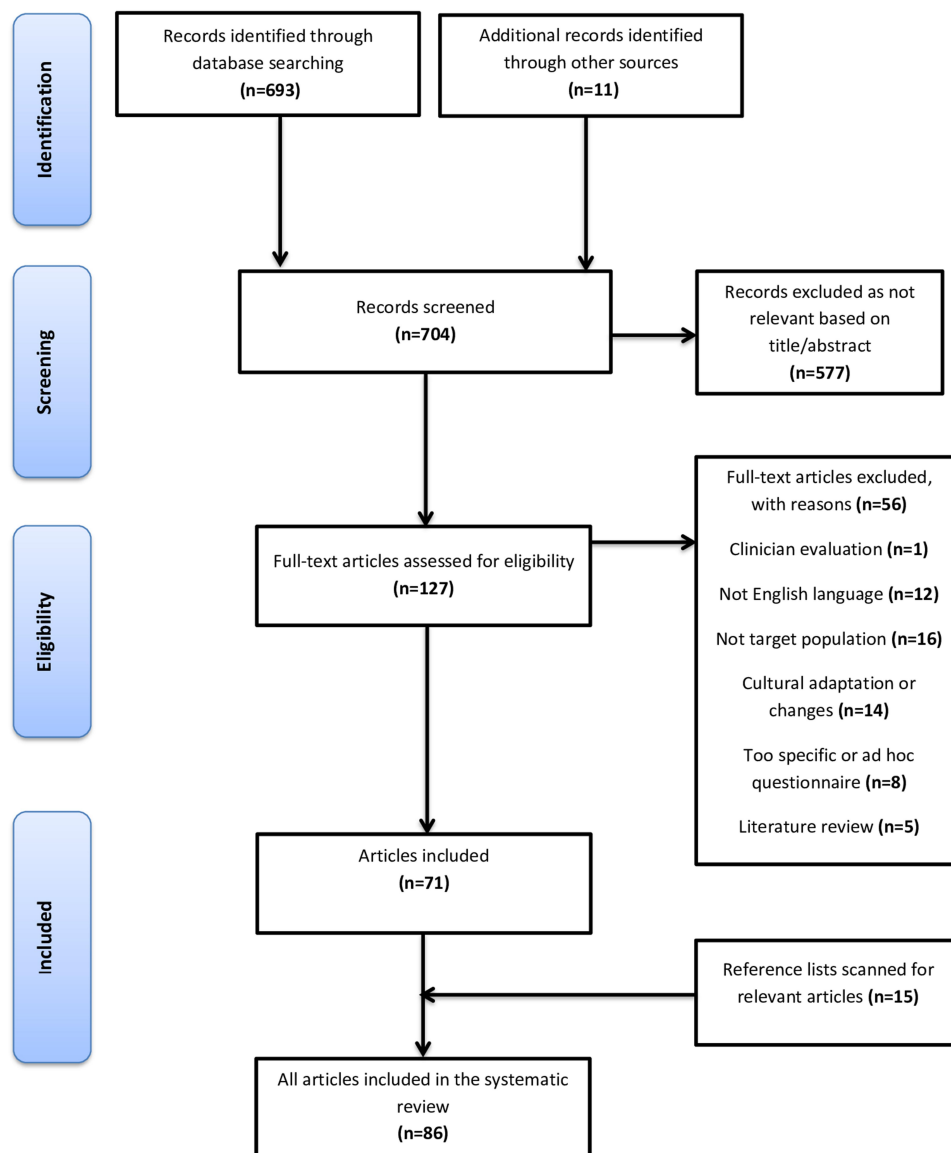 Identification
Records identified through
database searching
(n=693)
Additional records identified
through other sources
(n=11)
Screening
Records screened
(n=704)
Records excluded as not
relevant based on
title/abstract
(n=577)
Eligibility
Full-text articles assessed for eligibility
(n=127)
Full-text articles excluded,
with reasons (n=56)
Clinician evaluation (n=1)
Not English language (n=12)
Not target population (n=16)
Cultural adaptation or
changes (n=14)
Too specific or ad hoc
questionnaire (n=8)
Literature review (n=5)
Included
Articles included
(n=71)
Reference lists scanned for
relevant articles (n=15)
All articles included in the systematic
review
(n=86)